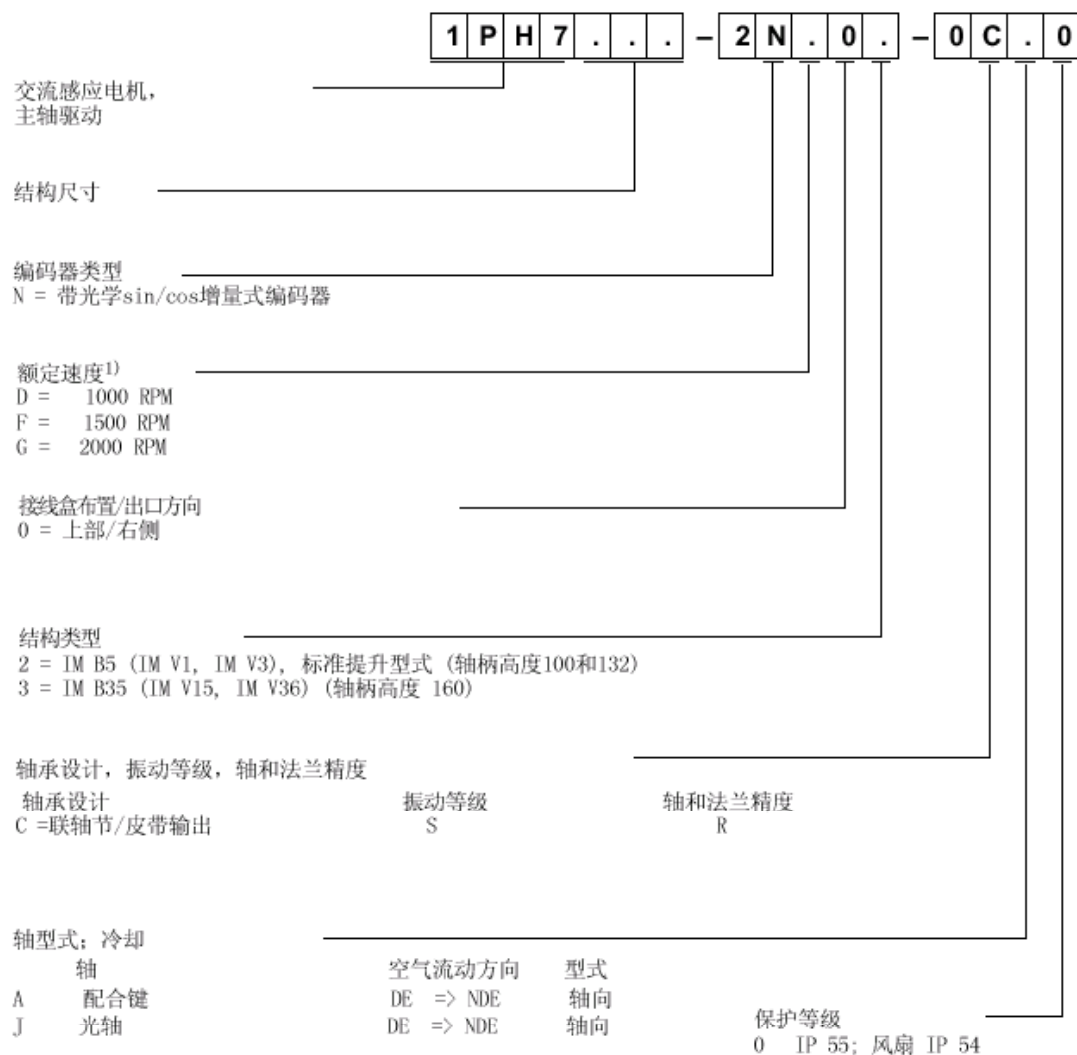 1 P H 7 . . . – 2 N . 0 . – 0 C . 0
交流感应电机，
主轴驱动
结构尺寸
编码器类型
N = 带光学sin/cos增量式编码器
额定速度1)
D = 1000 RPM
F = 1500 RPM
G = 2000 RPM
接线盒布置/出口方向
0 = 上部/右侧
结构类型
2 = IM B5 (IM V1, IM V3), 标准提升型式 (轴柄高度100和132)
3 = IM B35 (IM V15, IM V36) (轴柄高度 160)
轴承设计，振动等级，轴和法兰精度
轴承设计 振动等级 轴和法兰精度
C =联轴节/皮带输出 S R
轴型式；冷却
轴 空气流动方向 型式
A 配合键 DE => NDE 轴向
J 光轴 DE => NDE 轴向
保护等级
0 IP 55; 风扇 IP 54